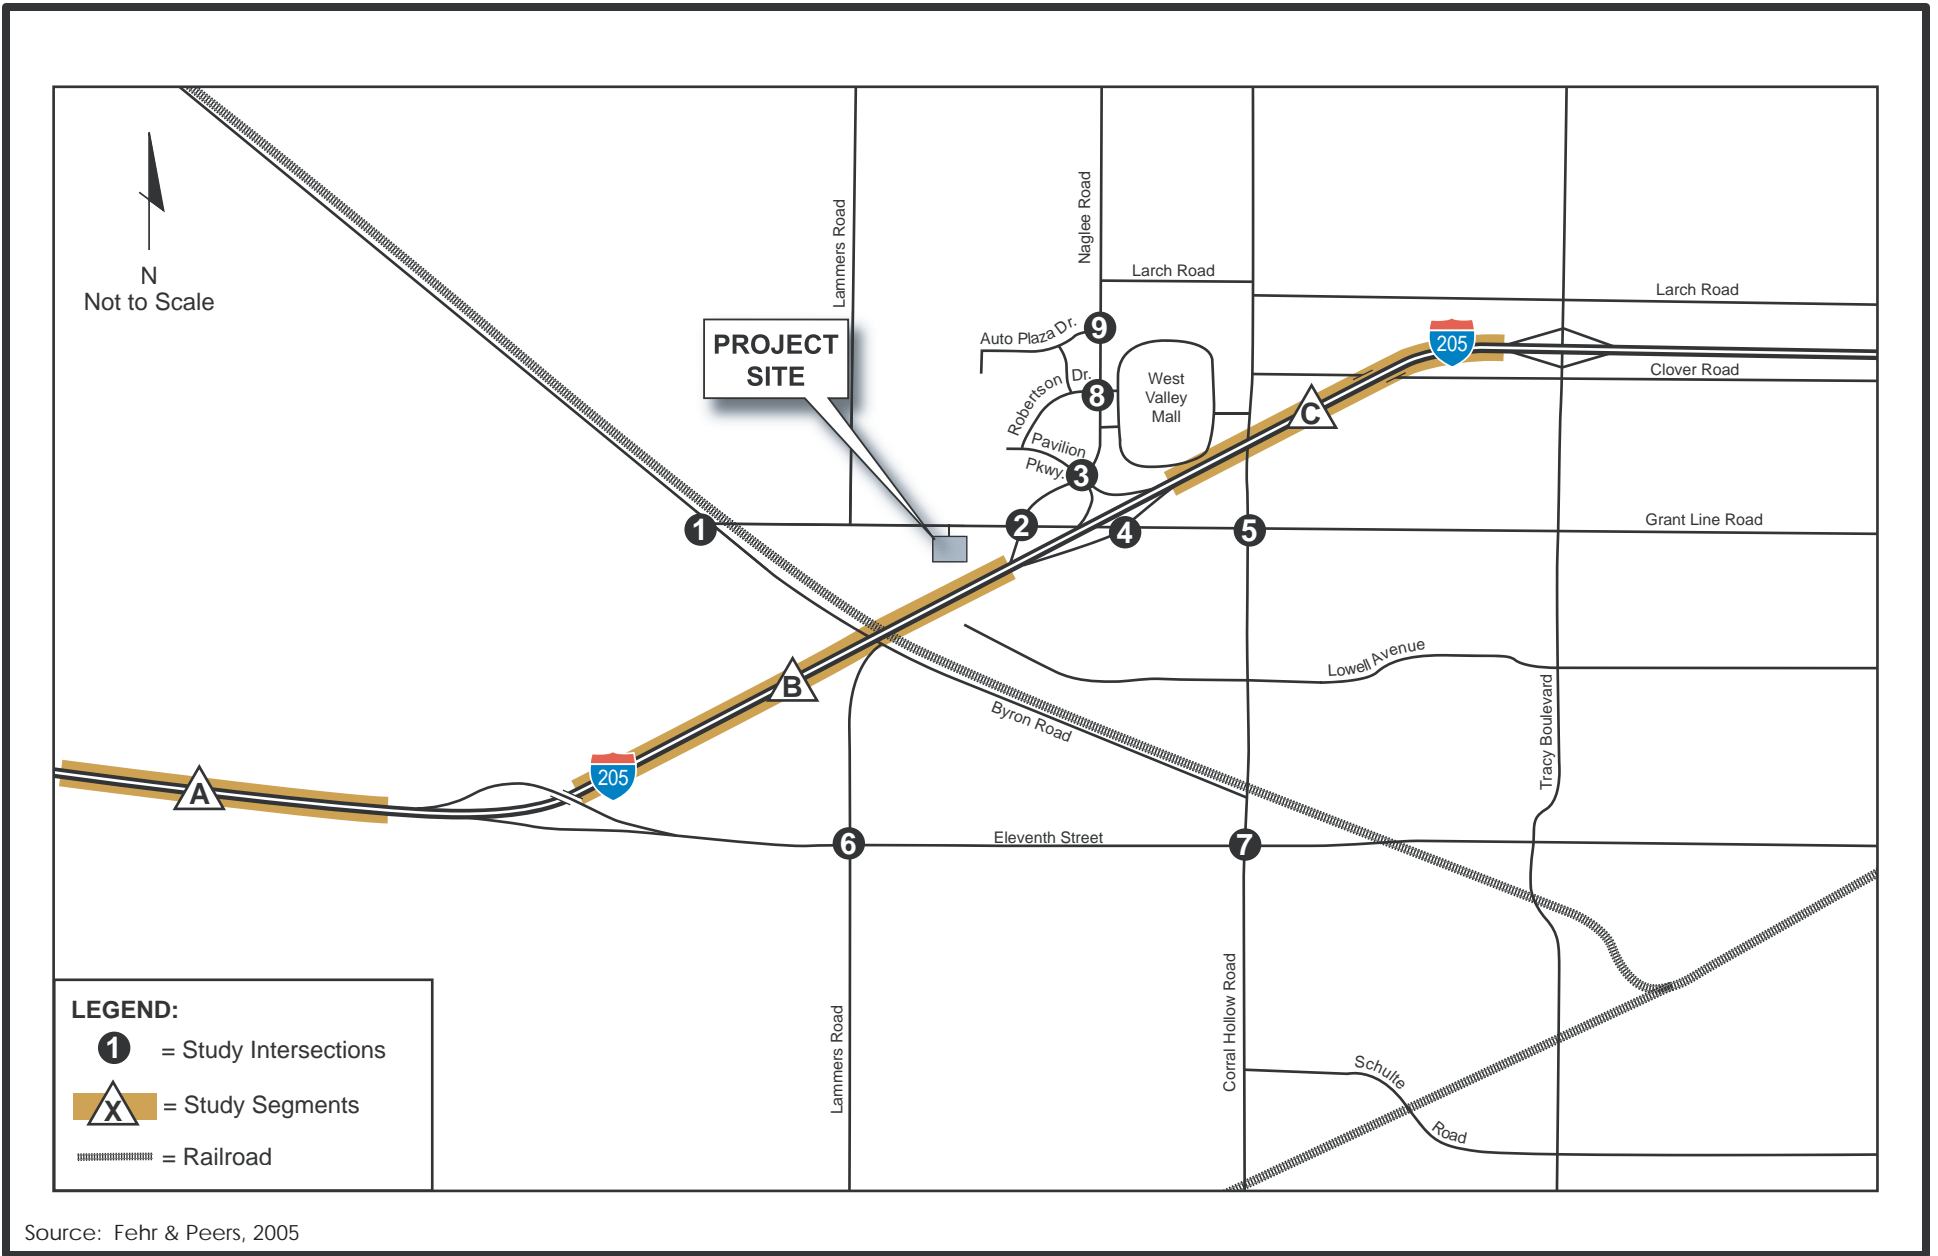 N
Not to Scale
Lammers Road
Naglee Road
Larch Road
Larch Road
PROJECT
SITE
Auto Plaza Dr.
9
205
Clover Road
Robertson Dr.
8
West
Valley
Mall
C
Pavilion
Pkwy.
3
1
2
4
5
Grant Line Road
Lowell Avenue
B
Byron Road
Tracy Boulevard
205
A
6
Eleventh Street
7
Lammers Road
Corral Hollow Road
Schulte
Road
LEGEND:
1 = Study Intersections
X = Study Segments
= Railroad
Source: Fehr & Peers, 2005